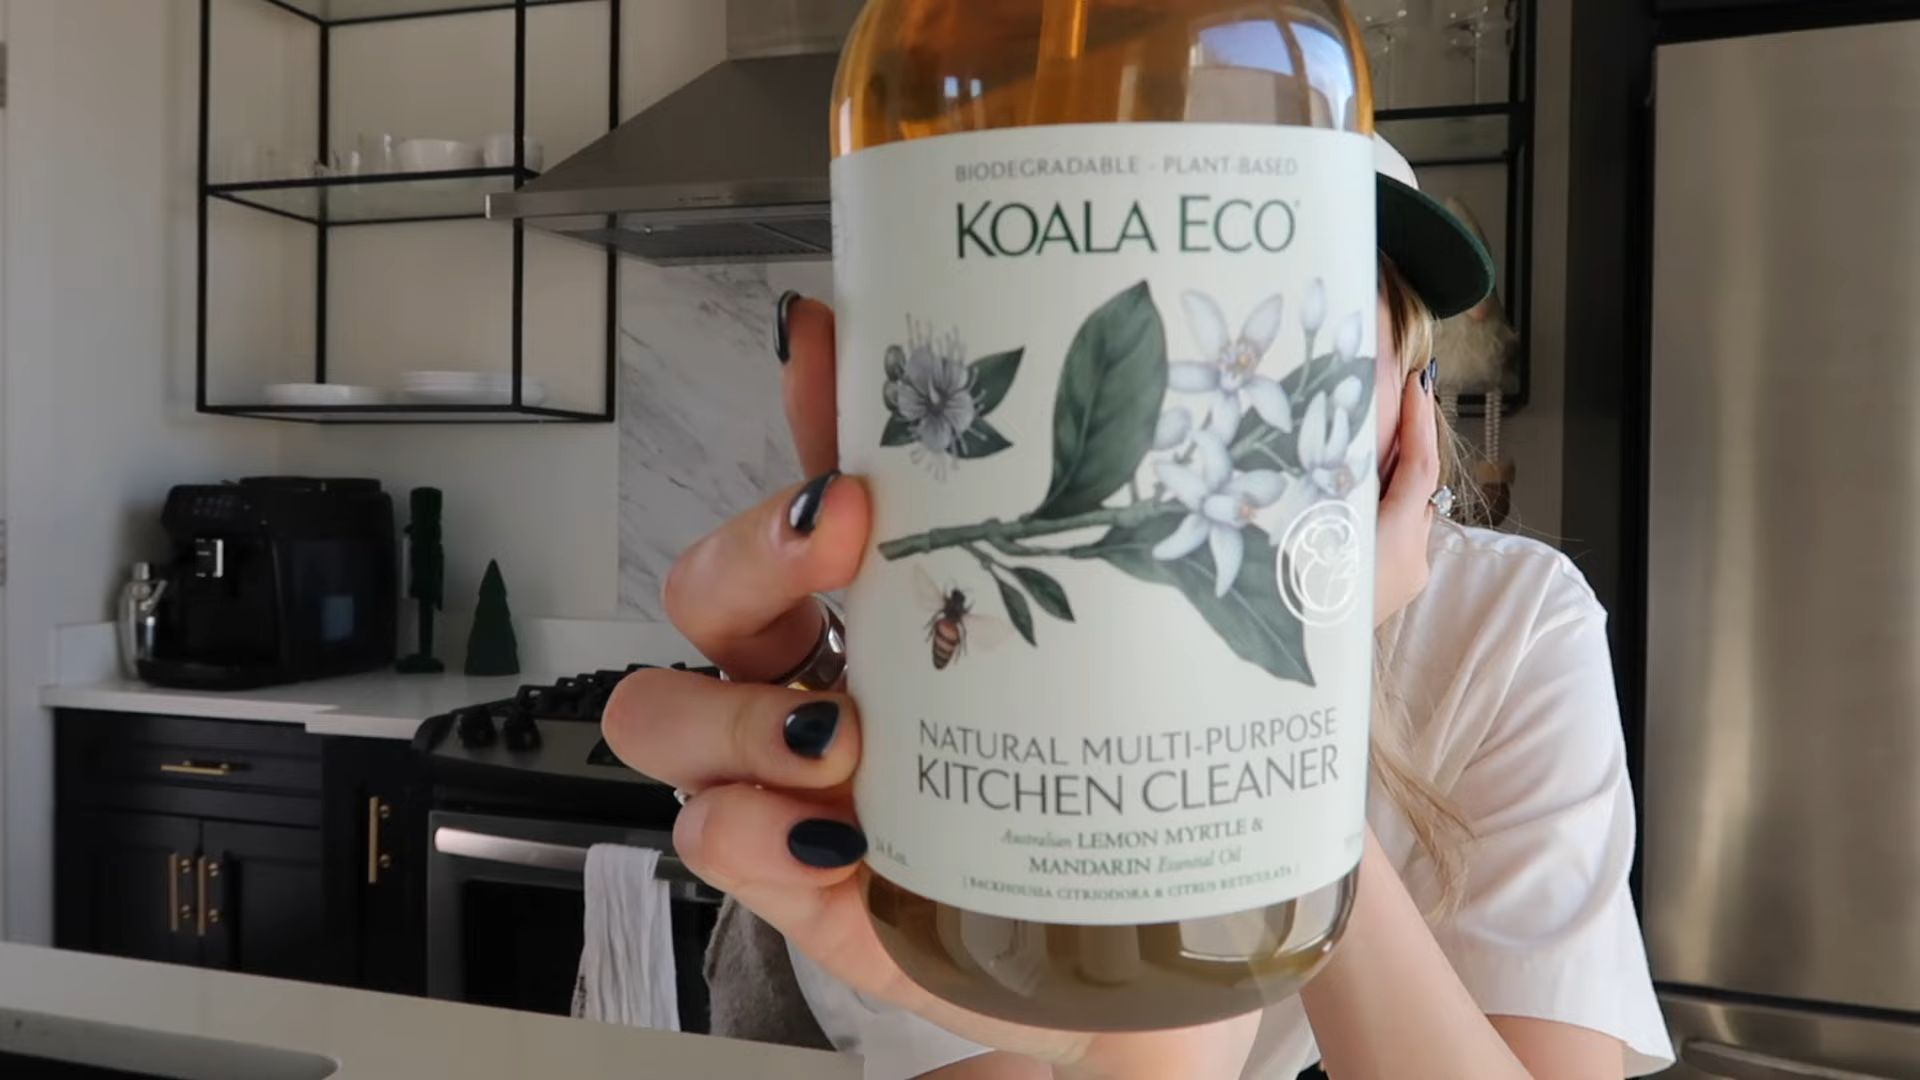 BIODEGRADABLE - PLANT-BASED
KOALA ECO
NATURAL MULTI-PURPOSE
KITCHEN CLEANER
Australian LEMON MYRTLE &
MANDARIN Essential Oil
[ BACKHOUSIA CITRIODORA & CITRUS RETICULATA ]